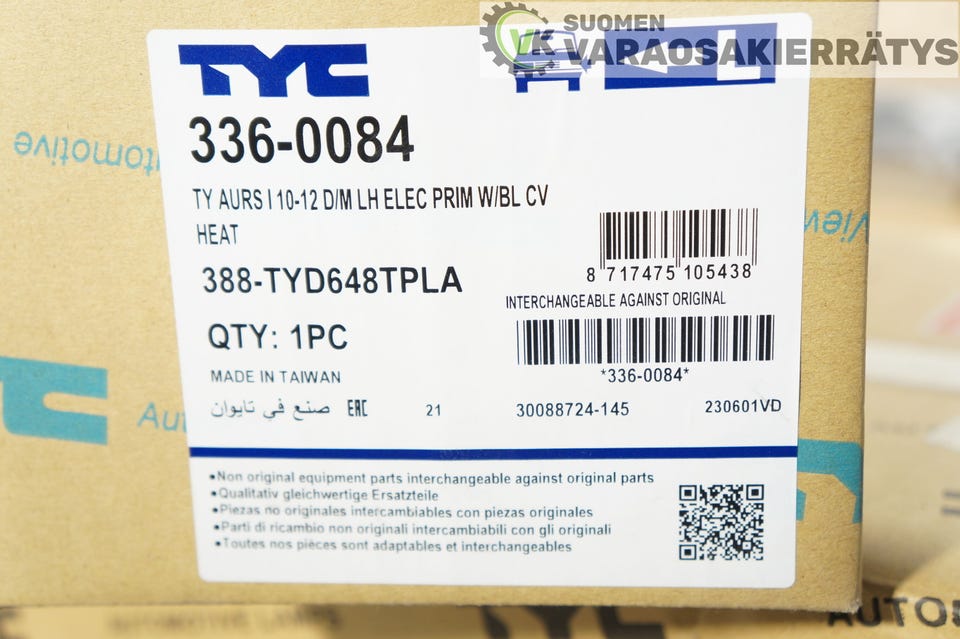 SUOMEN
VK VARAOSAKIERRÄTYS
TYC
L
336-0084
TY AURS I 10-12 D/M LH ELEC PRIM W/BL CV
HEAT
8 717475 105438
388-TYD648TPLA
INTERCHANGEABLE AGAINST ORIGINAL
QTY: 1PC
*336-0084*
MADE IN TAIWAN
صنع في تايوان EAC 21 30088724-145 230601VD
•Non original equipment parts interchangeable against original parts
•Qualitativ gleichwertige Ersatzteile
•Piezas no originales intercambiables con piezas originales
•Parti di ricambio non originali intercambiabili con gli originali
•Toutes nos pièces sont adaptables et interchangeables